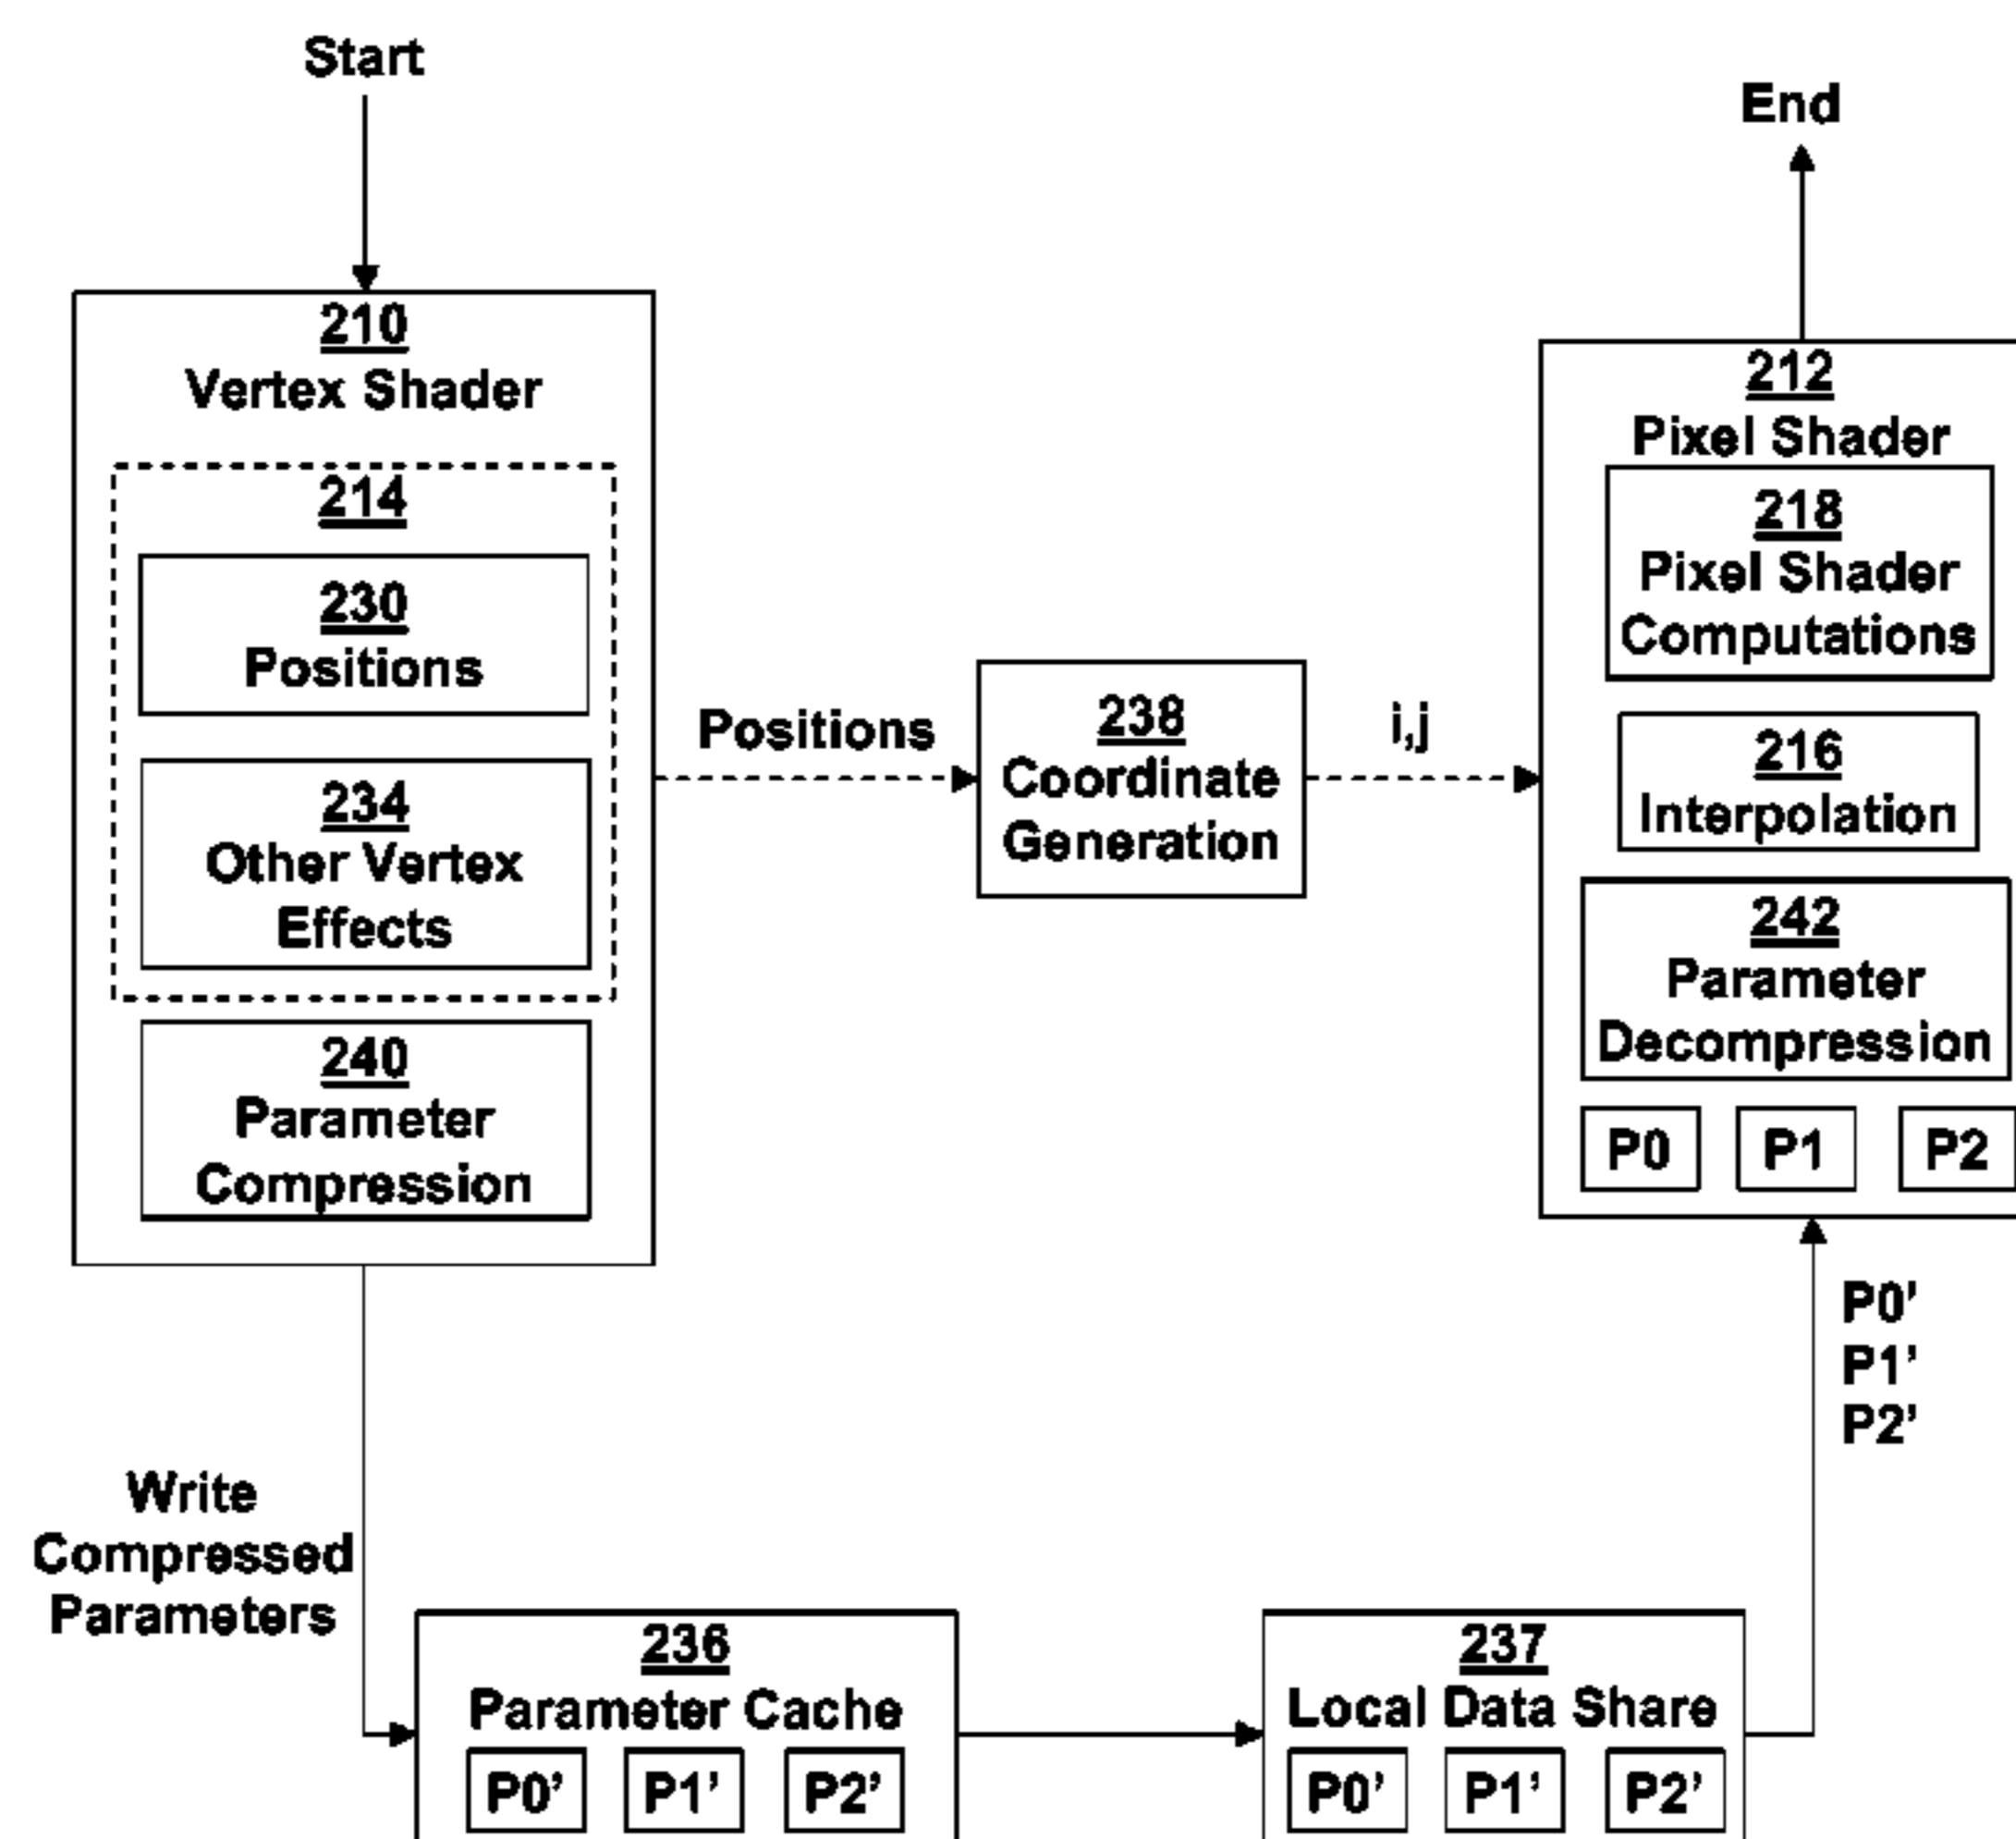 Start
End
210
Vertex Shader
214
230
Positions
234
Other Vertex
Effects
240
Parameter
Compression
Positions
238
Coordinate
Generation
i,j
212
Pixel Shader
218
Pixel Shader
Computations
216
Interpolation
242
Parameter
Decompression
P0 P1 P2
P0'
P1'
P2'
Write
Compressed
Parameters
236
Parameter Cache
P0' P1' P2'
237
Local Data Share
P0' P1' P2'